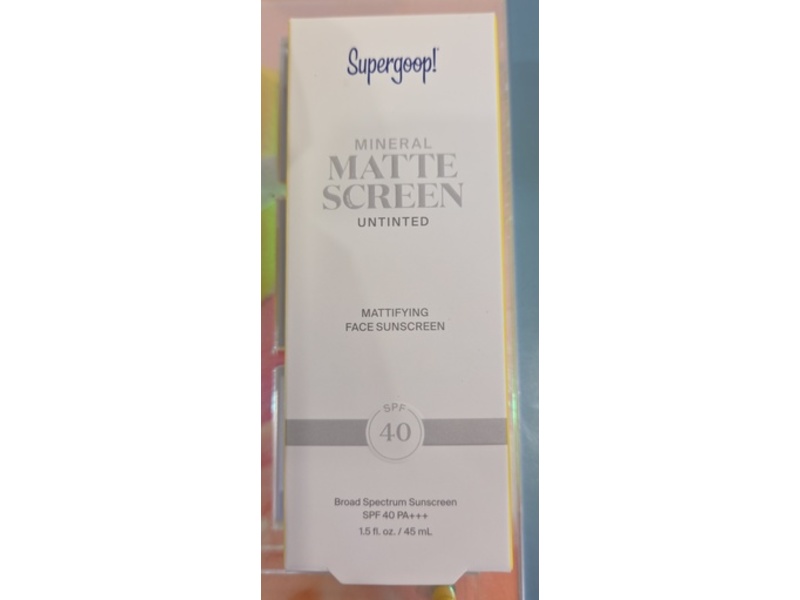 Supergoop!
MINERAL
MATTE
SCREEN
UNTINTED
MATTIFYING
FACE SUNSCREEN
SPF
40
Broad Spectrum Sunscreen
SPF 40 PA+++
1.5 fl. oz. / 45 mL